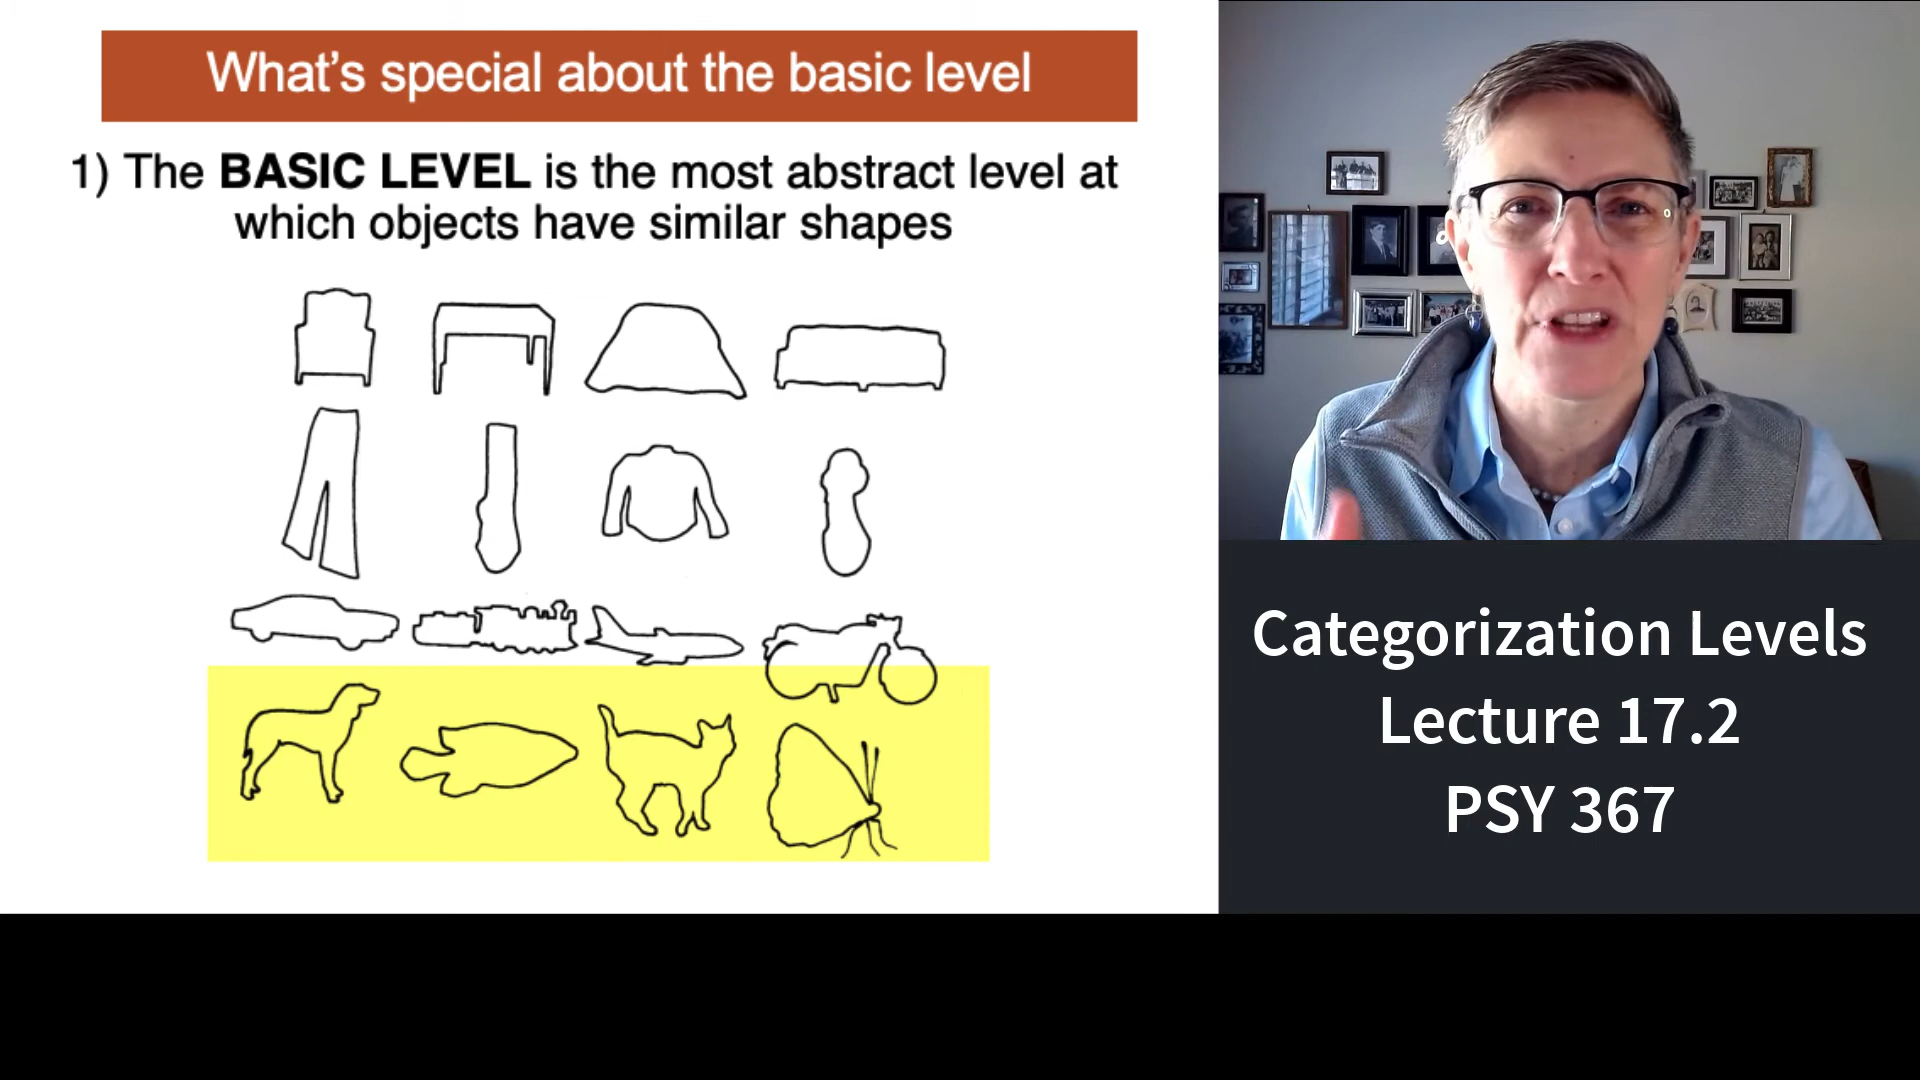 What's special about the basic level
1) The BASIC LEVEL is the most abstract level at
which objects have similar shapes
Categorization Levels
Lecture 17.2
PSY 367